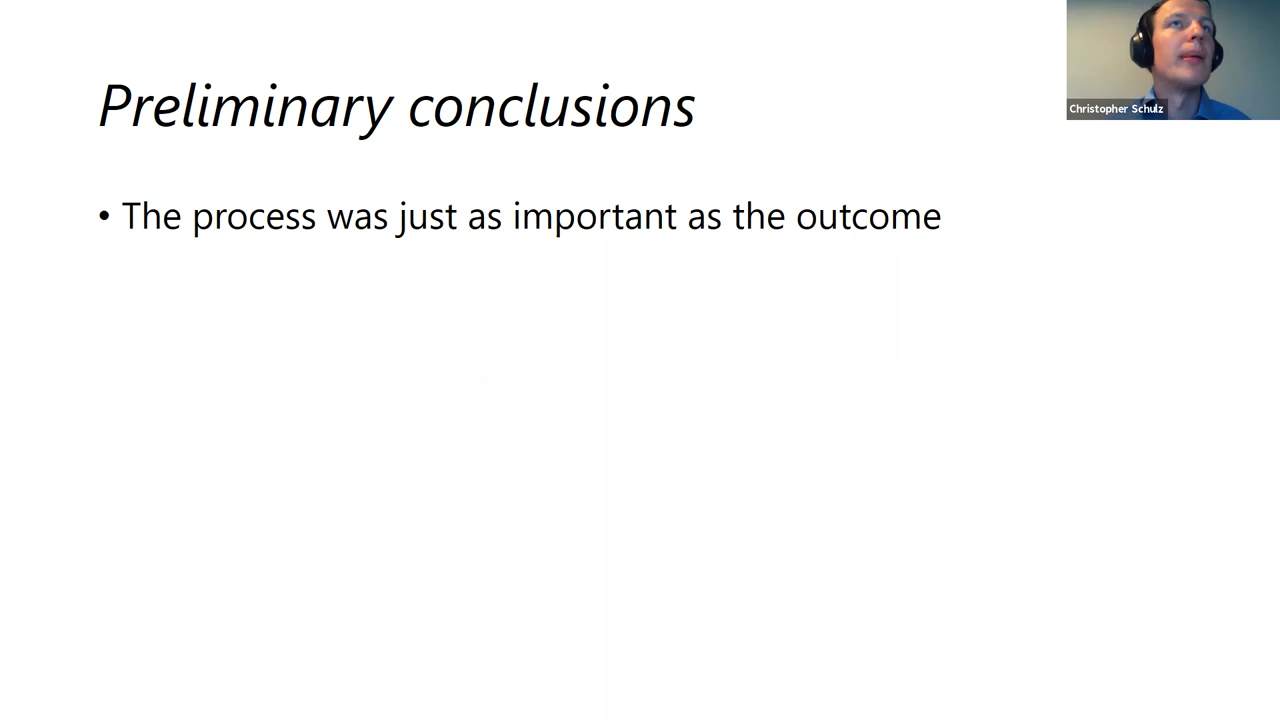 Preliminary conclusions
Christopher Schulz
• The process was just as important as the outcome